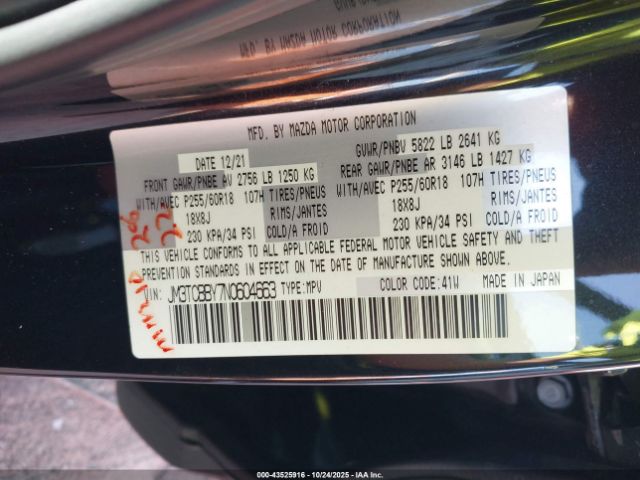 MFD. BY MAZDA MOTOR CORPORATION
DATE 12/21
GVWR/PNBV 5822 LB 2641 KG
FRONT GAWR/PNBE AV 2756 LB 1250 KG
REAR GAWR/PNBE AR 3146 LB 1427 KG
WITH/AVEC P255/60R18 107H TIRES/PNEUS
WITH/AVEC P255/60R18 107H TIRES/PNEUS
18X8J RIMS/JANTES
18X8J RIMS/JANTES
230 KPA/34 PSI COLD/A FROID
230 KPA/34 PSI COLD/A FROID
THIS VEHICLE CONFORMS TO ALL APPLICABLE FEDERAL MOTOR VEHICLE SAFETY AND THEFT
PREVENTION STANDARDS IN EFFECT ON THE DATE OF MANUFACTURE SHOWN ABOVE.
VIN: JM3TCBBY7N0604663 TYPE: MPV
COLOR CODE: 41W MADE IN JAPAN
000-43525916 - 10/24/2025 - IAAI.COM